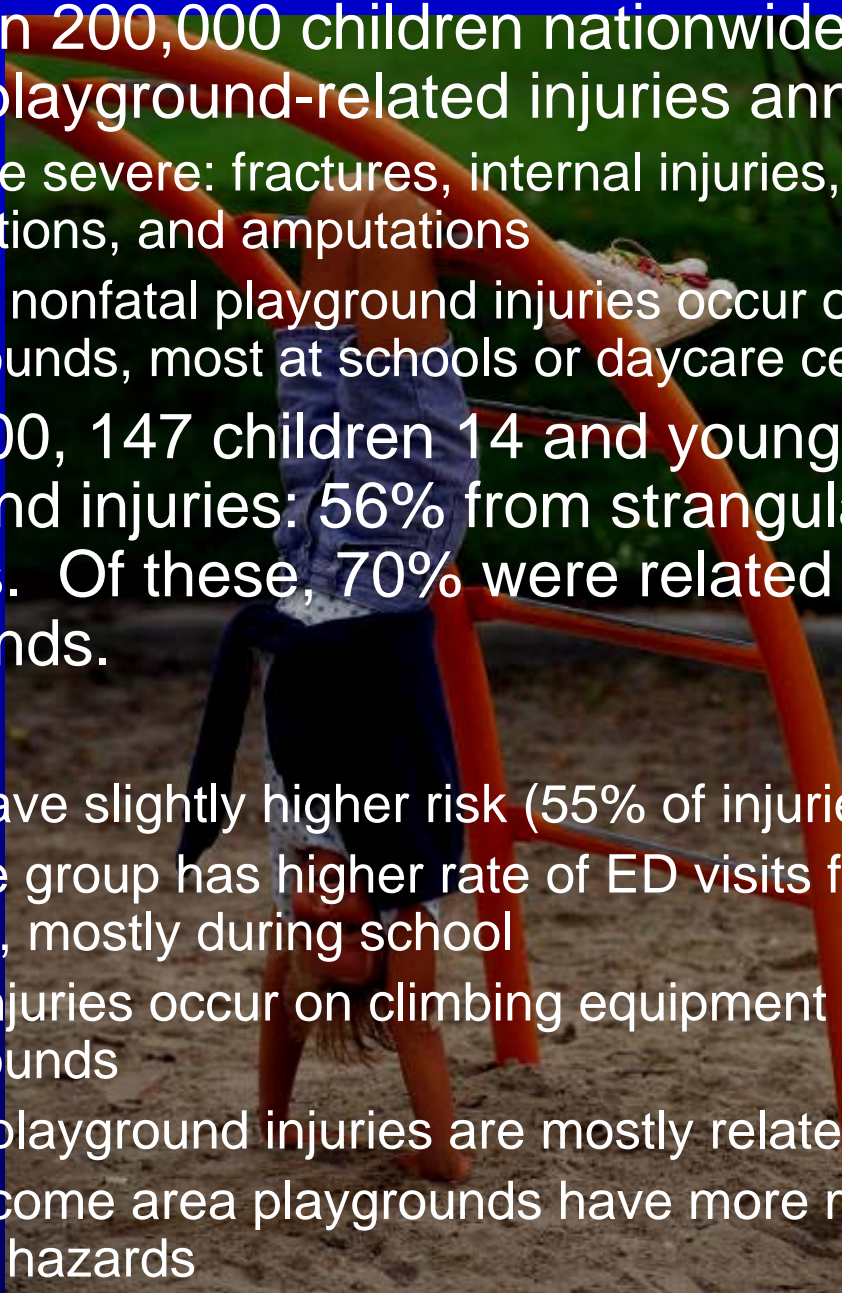 n 200,000 children nationwide
playground-related injuries ann
e severe: fractures, internal injuries,
tions, and amputations
nonfatal playground injuries occur o
unds, most at schools or daycare ce
00, 147 children 14 and young
nd injuries: 56% from strangula
s. Of these, 70% were related
nds.
ave slightly higher risk (55% of injurie
e group has higher rate of ED visits f
, mostly during school
njuries occur on climbing equipment
ounds
playground injuries are mostly relate
come area playgrounds have more m
hazards